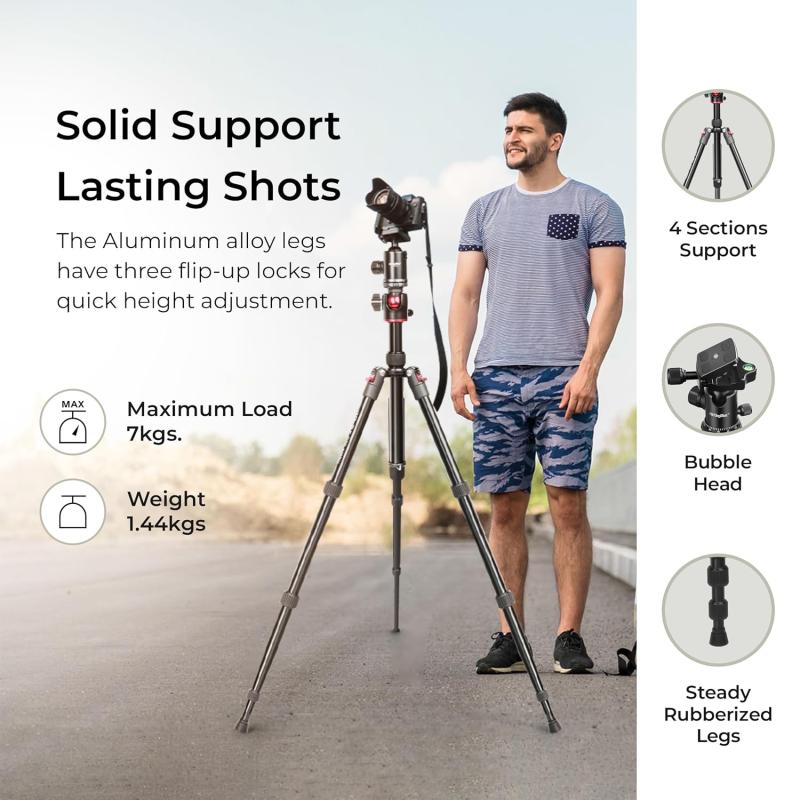 Solid Support
Lasting Shots
The Aluminum alloy legs
have three flip-up locks for
quick height adjustment.
MAX
Maximum Load
7kgs.
Weight
1.44kgs
4 Sections
Support
Bubble
Head
Steady
Rubberized
Legs